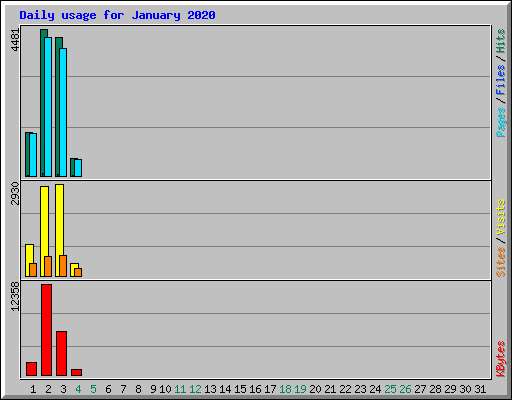 Daily usage for January 2020
4481
2930
12358
Pages/Files/Hits
Sites/Visits
KBytes
1 2 3 4 5 6 7 8 9 10 11 12 13 14 15 16 17 18 19 20 21 22 23 24 25 26 27 28 29 30 31